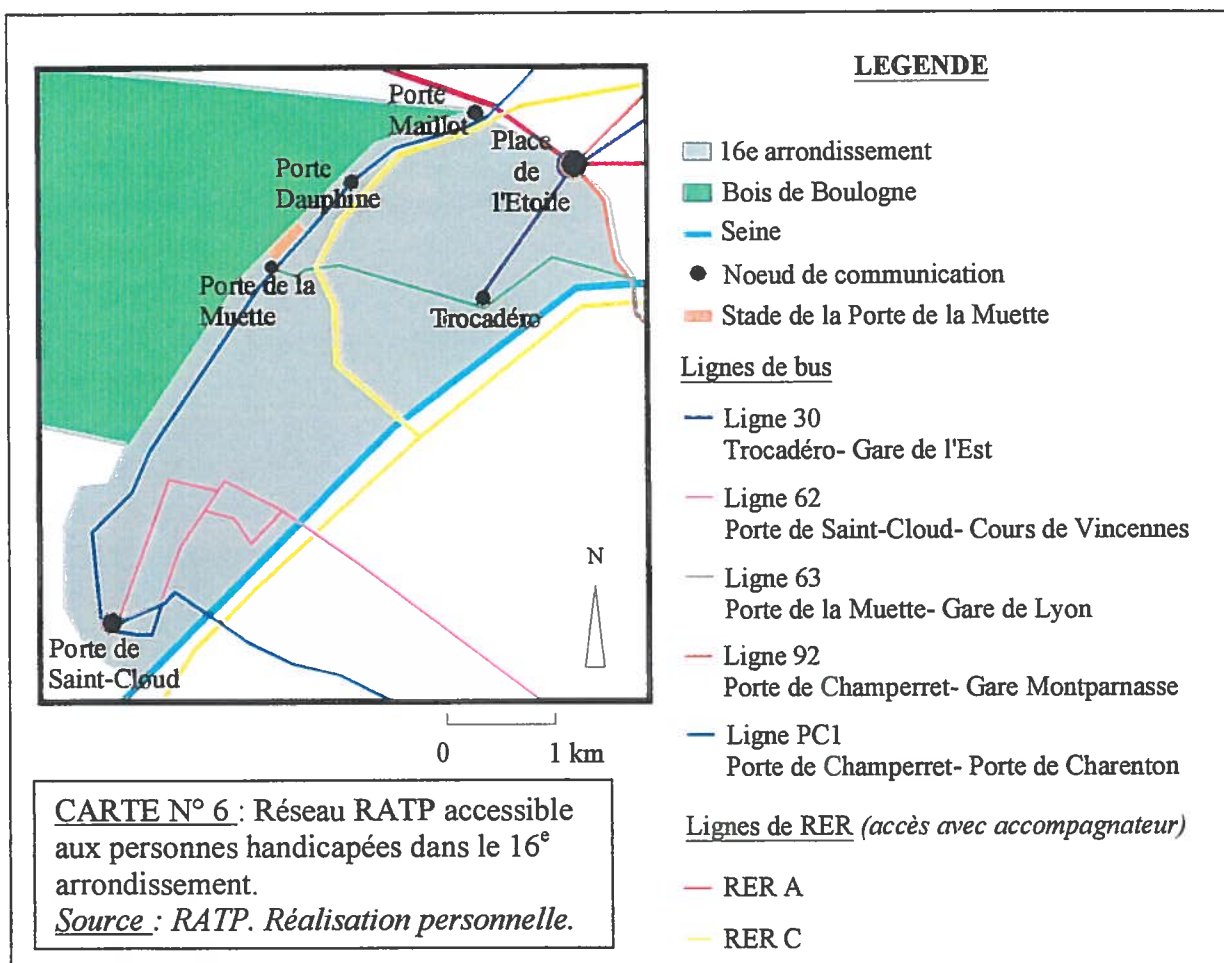 LEGENDE
Porte
Maillot
Place
de
l'Etoile
Porte
Dauphine
Porte de la
Muette
Trocadéro
Porte de
Saint-Cloud
N
0 1 km
16e arrondissement
Bois de Boulogne
Seine
Noeud de communication
Stade de la Porte de la Muette
Lignes de bus
Ligne 30
Trocadéro- Gare de l'Est
Ligne 62
Porte de Saint-Cloud- Cours de Vincennes
Ligne 63
Porte de la Muette- Gare de Lyon
Ligne 92
Porte de Champerret- Gare Montparnasse
Ligne PC1
Porte de Champerret- Porte de Charenton
Lignes de RER (accès avec accompagnateur)
RER A
RER C
CARTE N° 6 : Réseau RATP accessible
aux personnes handicapées dans le 16e
arrondissement.
Source : RATP. Réalisation personnelle.